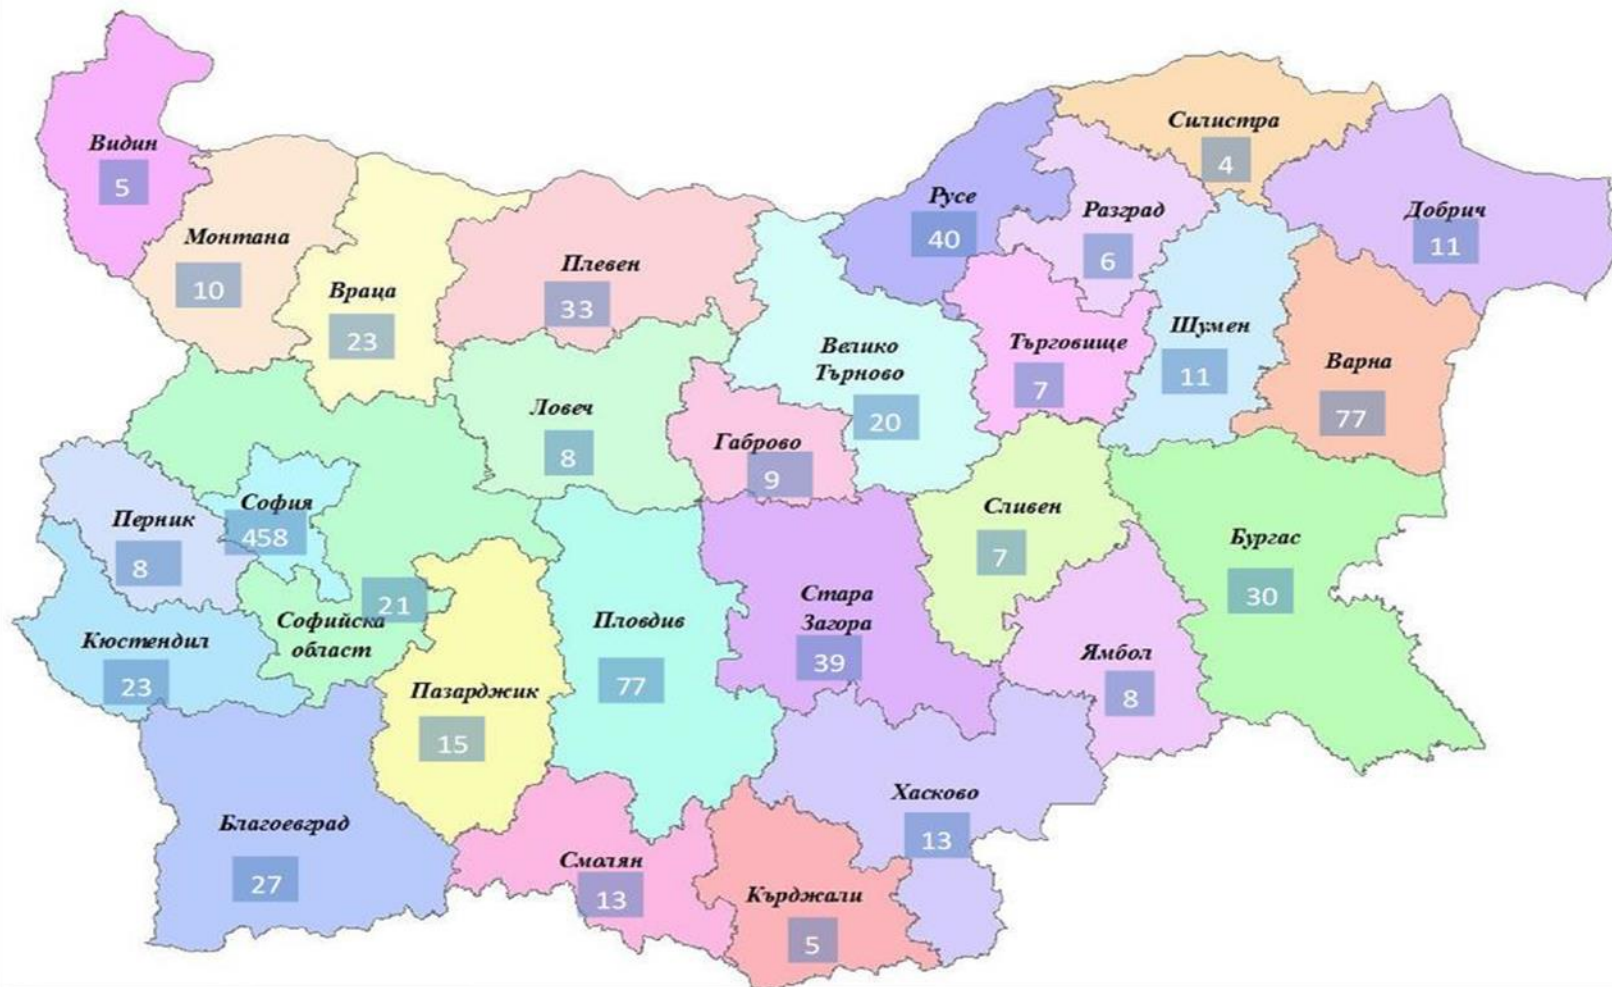 Видин
5
Монтана
10
Враца
23
Плевен
33
Ловеч
8
Велико
Търново
20
Габрово
9
Русе
40
Силистра
4
Разград
6
Добрич
11
Търговище
7
Шумен
11
Варна
77
София
458
Перник
8
Кюстендил
23
21
Софийска
област
Пазарджик
15
Пловдив
77
Стара
Загора
39
Сливен
7
Ямбол
8
Бургас
30
Благоевград
27
Смолян
13
Кърджали
5
Хасково
13